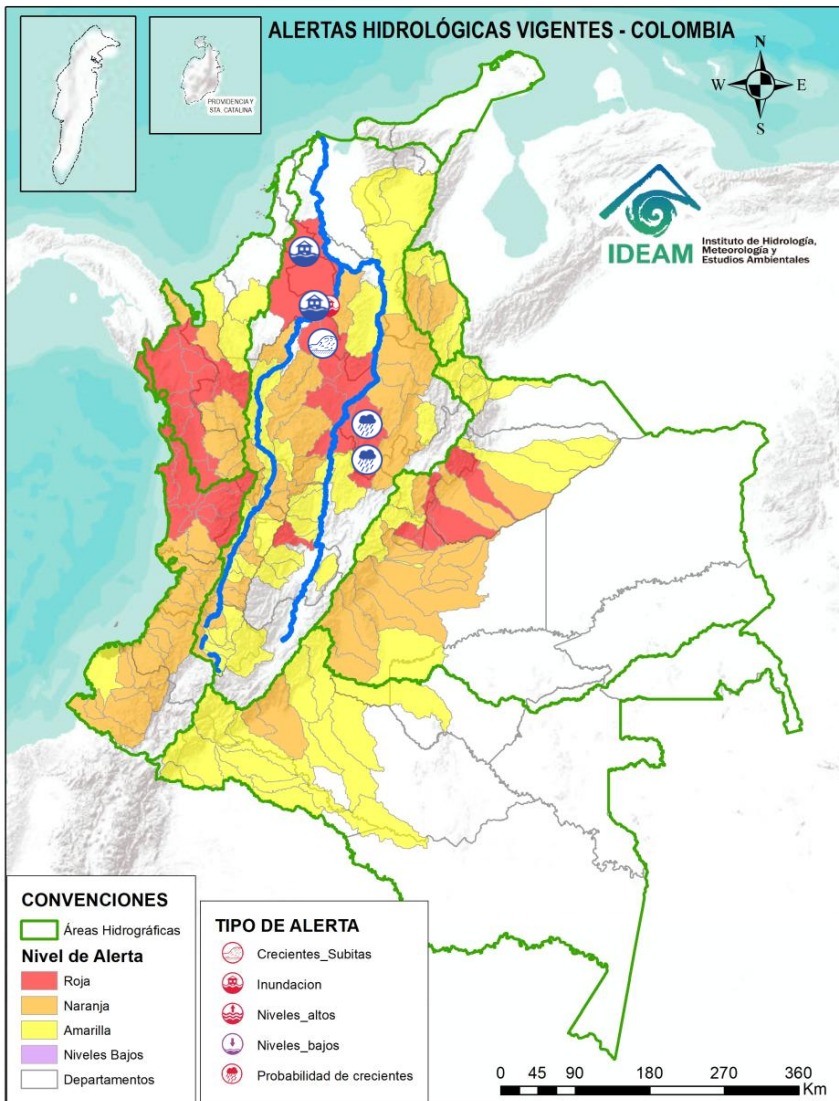 ALERTAS HIDROLÓGICAS VIGENTES - COLOMBIA
PROVIDENCIA Y
STA. CATALINA
N
W E
S
IDEAM
Instituto de Hidrología,
Meteorología y
Estudios Ambientales
CONVENCIONES
Áreas Hidrográficas
Nivel de Alerta
Roja
Naranja
Amarilla
Niveles Bajos
Departamentos
TIPO DE ALERTA
Crecientes_Subitas
Inundacion
Niveles_altos
Niveles_bajos
Probabilidad de crecientes
0 45 90 180 270 360
Km